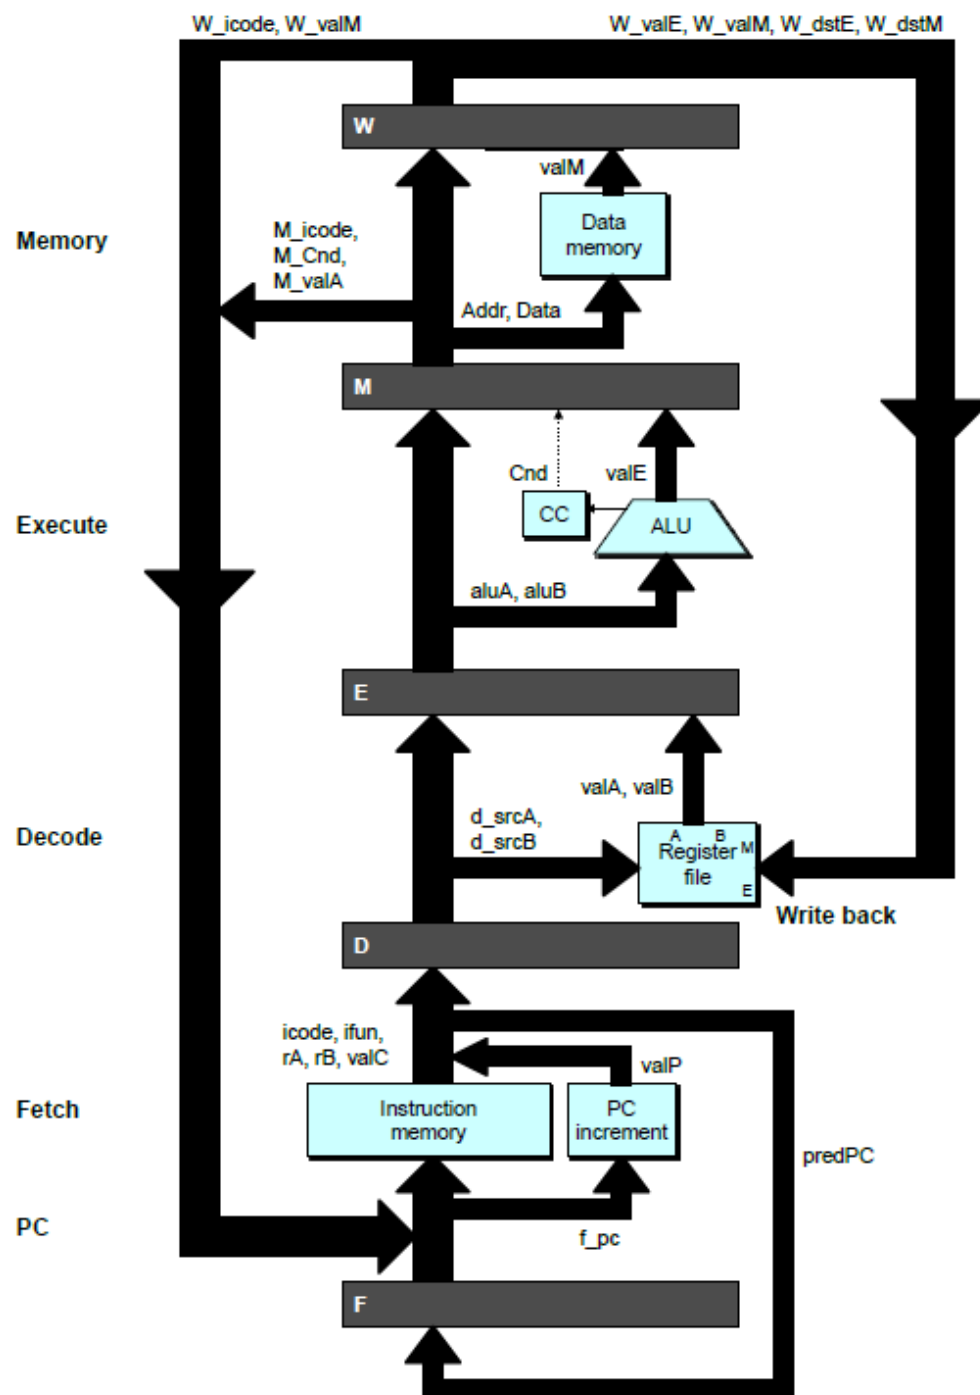 W_icode, W_valM
W_valE, W_valM, W_dstE, W_dstM
W
valM
Data
memory
Memory
M_icode,
M_Cnd,
M_valA
Addr, Data
M
Cnd
valE
CC
ALU
Execute
aluA, aluB
E
valA, valB
Decode
d_srcA,
d_srcB
A
B
M
Register
file
E
Write back
D
icode, ifun,
rA, rB, valC
valP
Fetch
Instruction
memory
PC
increment
predPC
PC
f_pc
F